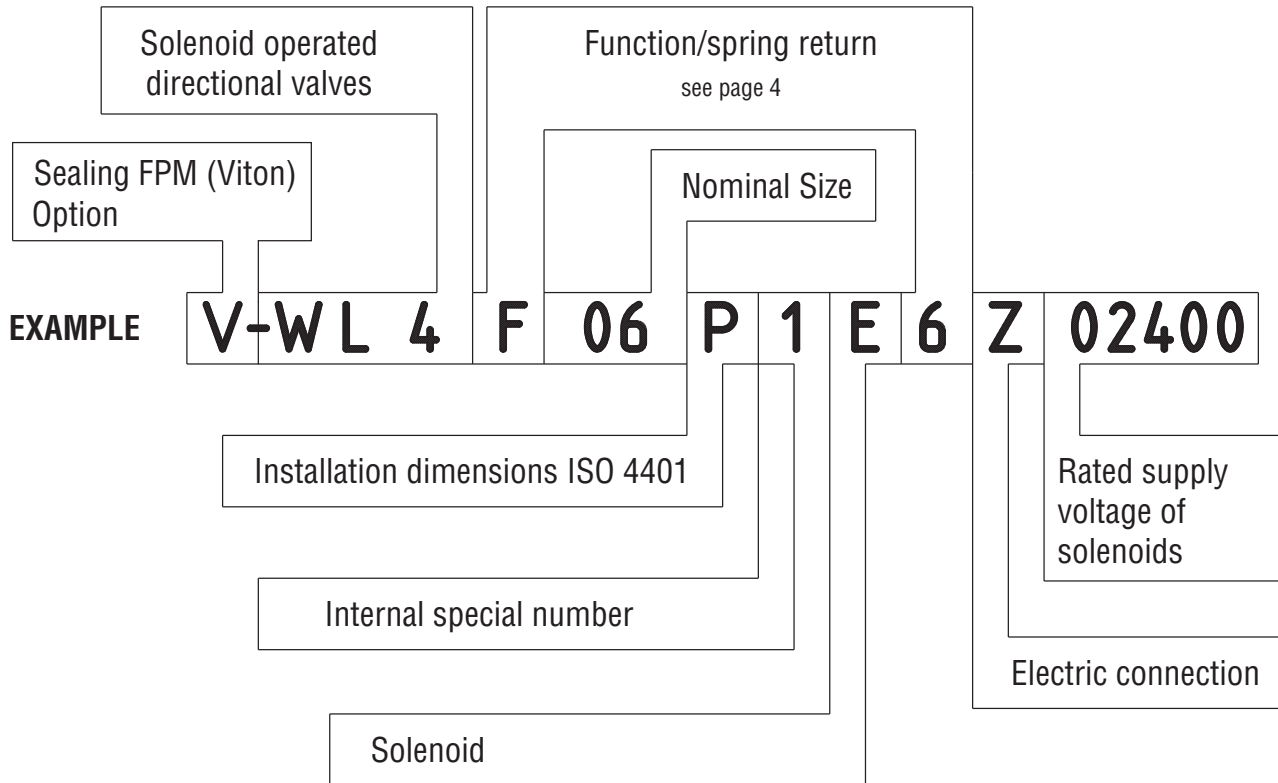 Solenoid operated
directional valves
Function/spring return
see page 4
Sealing FPM (Viton)
Option
Nominal Size
EXAMPLE
V-WL 4 F 06 P 1 E 6 Z 02400
Installation dimensions ISO 4401
Rated supply
voltage of
solenoids
Internal special number
Electric connection
Solenoid